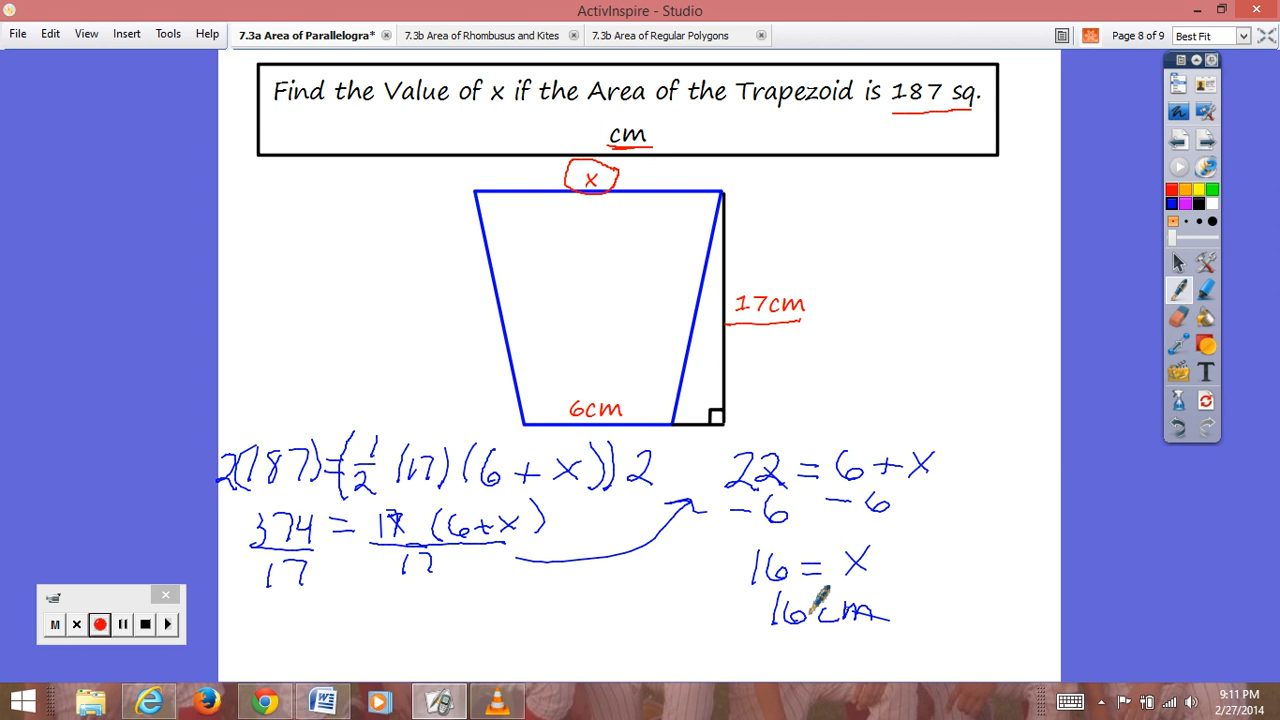 ActivInspire - Studio
File Edit View Insert Tools Help
7.3a Area of Parallelogra* 7.3b Area of Rhombusus and Kites 7.3b Area of Regular Polygons
Page 8 of 9 Best Fit
Find the Value of x if the Area of the Trapezoid is 187 sq.
cm
x
17cm
6cm
2(187)=(1/2 (17)(6+x))2
374/17 = 17(6+x)/17
22 = 6+x
-6 -6
16 = x
16cm
M
T
9:11 PM
2/27/2014